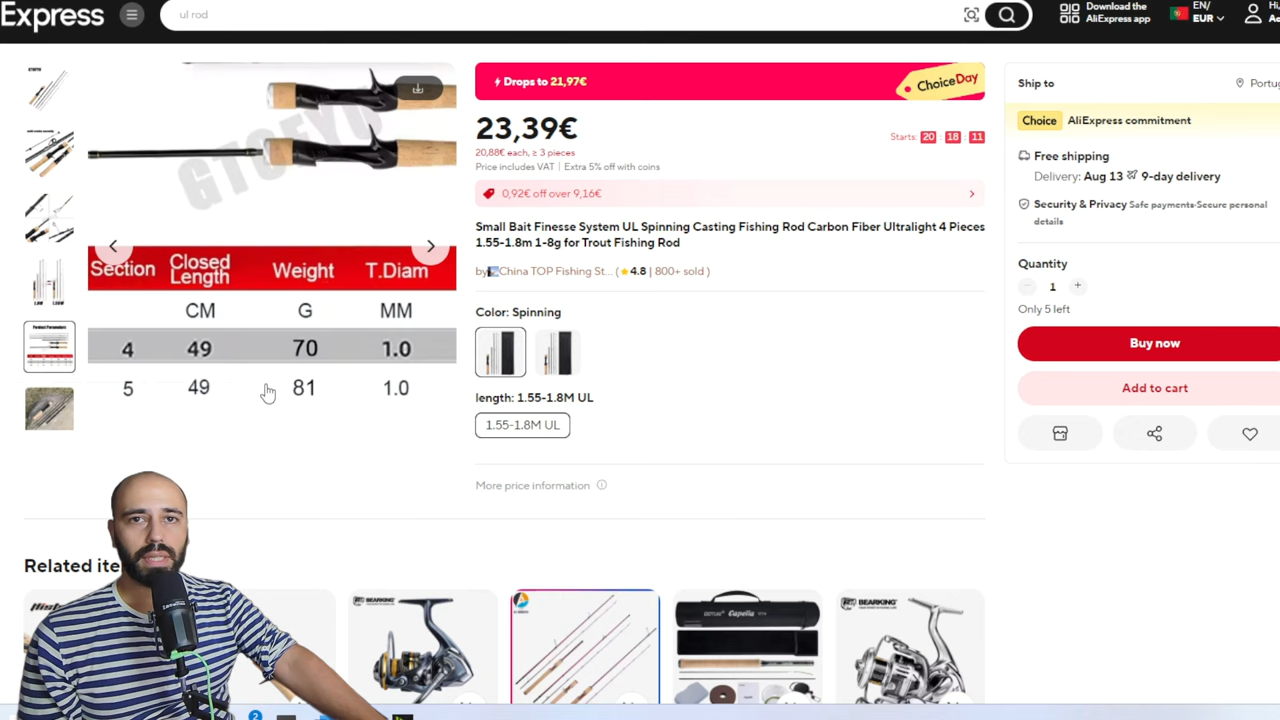 Express
ul rod
Download the
AliExpress app
EN/
EUR
Drops to 21,97€
ChoiceDay
23,39€
Starts: 20 : 18 : 11
20,88€ each, ≥ 3 pieces
Price includes VAT | Extra 5% off with coins
0,92€ off over 9,16€
Small Bait Finesse System UL Spinning Casting Fishing Rod Carbon Fiber Ultralight 4 Pieces
1.55-1.8m 1-8g for Trout Fishing Rod
by China TOP Fishing St... ( 4.8 | 800+ sold )
Color: Spinning
length: 1.55-1.8M UL
1.55-1.8M UL
More price information
GTOFYR
Section Closed Length Weight T.Diam
CM G MM
4 49 70 1.0
5 49 81 1.0
Ship to
Choice AliExpress commitment
Free shipping
Delivery: Aug 13 9-day delivery
Security & Privacy Safe payments·Secure personal
details
Quantity
1
Only 5 left
Buy now
Add to cart
Related
BEARKING
Capella
BEARKING
2